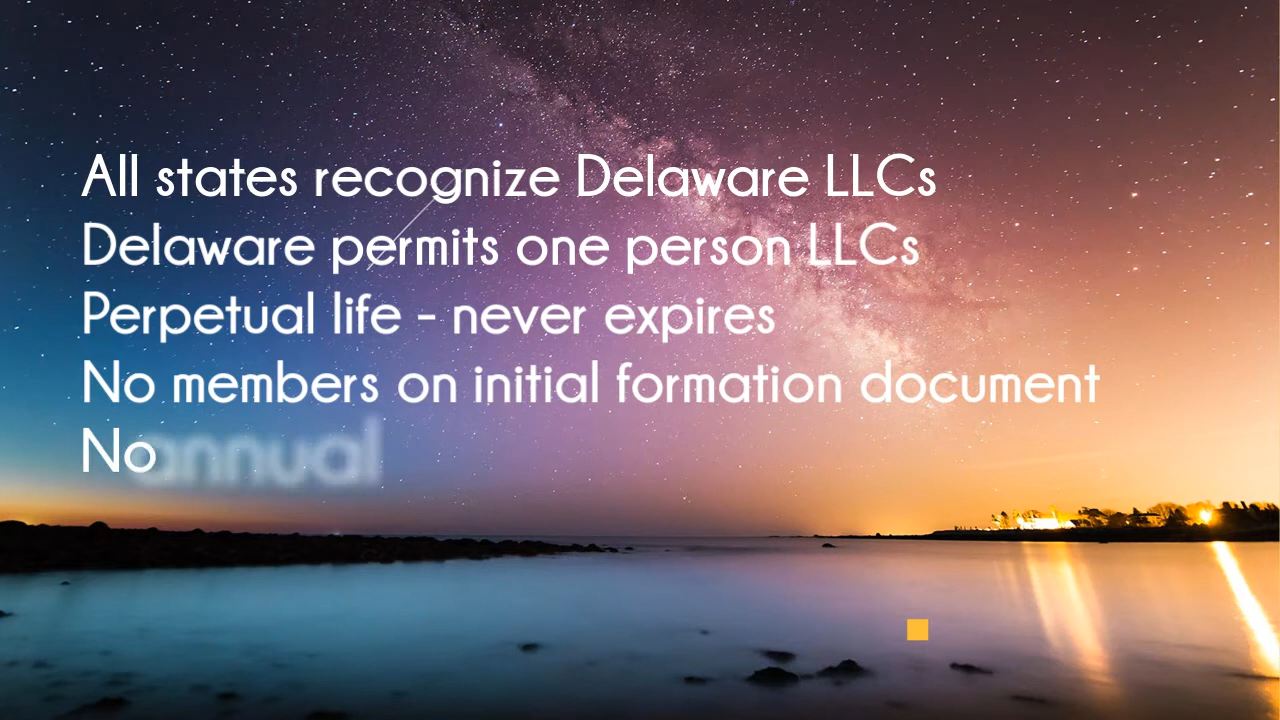 All states recognize Delaware LLCs
Delaware permits one person LLCs
Perpetual life - never expires
No members on initial formation document
No annual